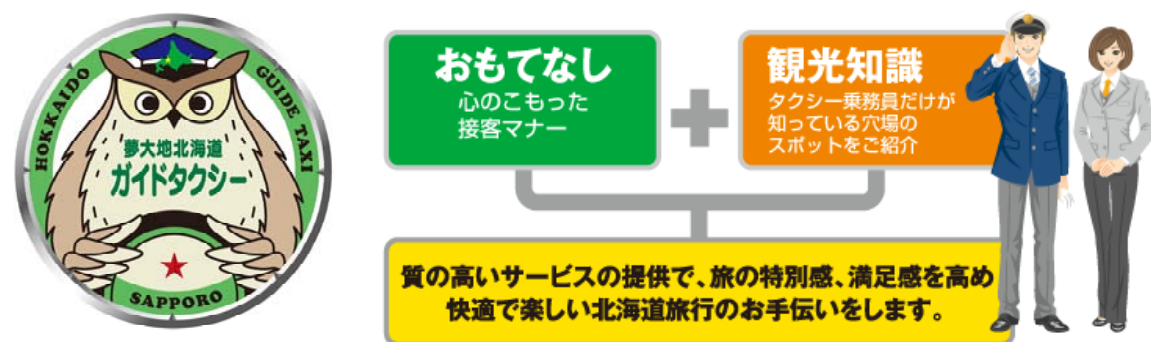 HOKKAIDO GUIDE TAXI
夢大地北海道
ガイドタクシー
SAPPORO
おもてなし
心のこもった
接客マナー
観光知識
タクシー乗務員だけが
知っている穴場の
スポットをご紹介
質の高いサービスの提供で、旅の特別感、満足感を高め
快適で楽しい北海道旅行のお手伝いをします。